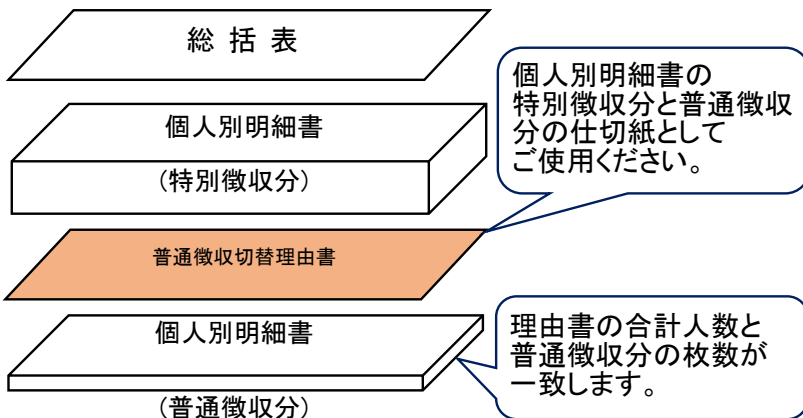 総括表
個人別明細書
(特別徴収分)
個人別明細書の
特別徴収分と普通徴収
分の仕切紙として
ご使用ください。
普通徴収切替理由書
個人別明細書
(普通徴収分)
理由書の合計人数と
普通徴収分の枚数が
一致します。